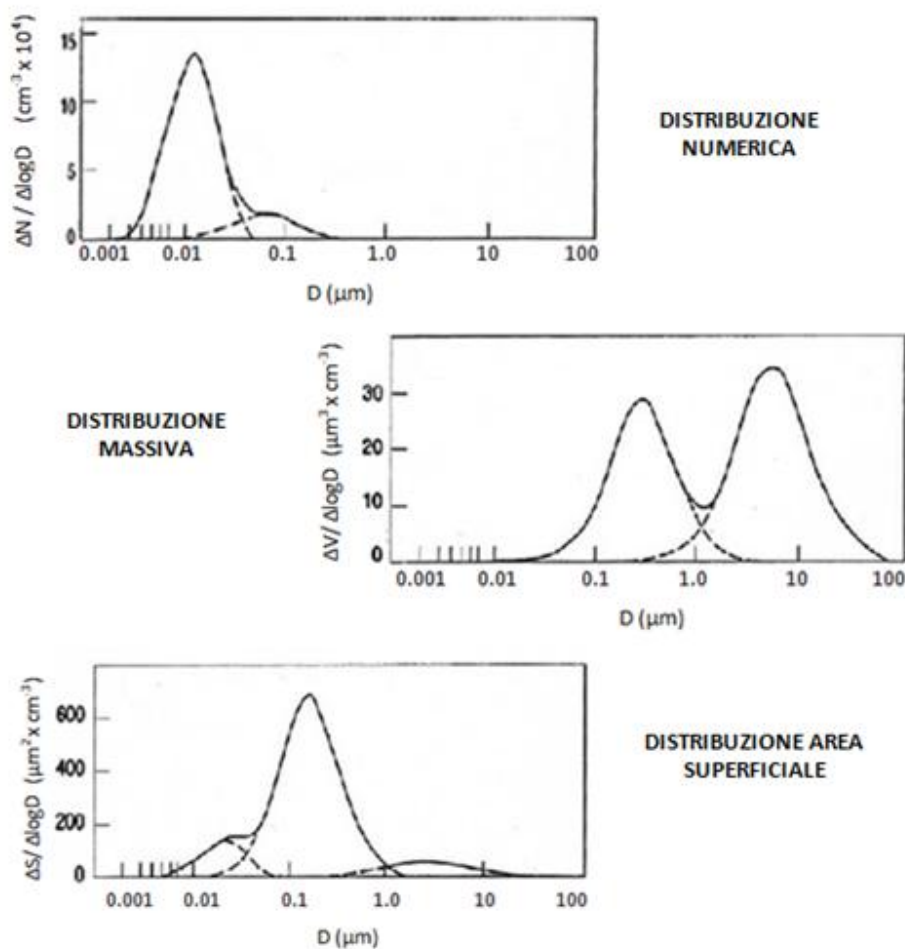 ΔN / ΔlogD (cm⁻³ x 10⁴)
15
10
5
0
0.001 0.01 0.1 1.0 10 100
D (μm)
DISTRIBUZIONE
NUMERICA
DISTRIBUZIONE
MASSIVA
ΔV/ ΔlogD (μm³ x cm⁻³)
30
20
10
0
0.001 0.01 0.1 1.0 10 100
D (μm)
ΔS/ ΔlogD (μm² x cm⁻³)
600
400
200
0
0.001 0.01 0.1 1.0 10 100
D (μm)
DISTRIBUZIONE AREA
SUPERFICIALE